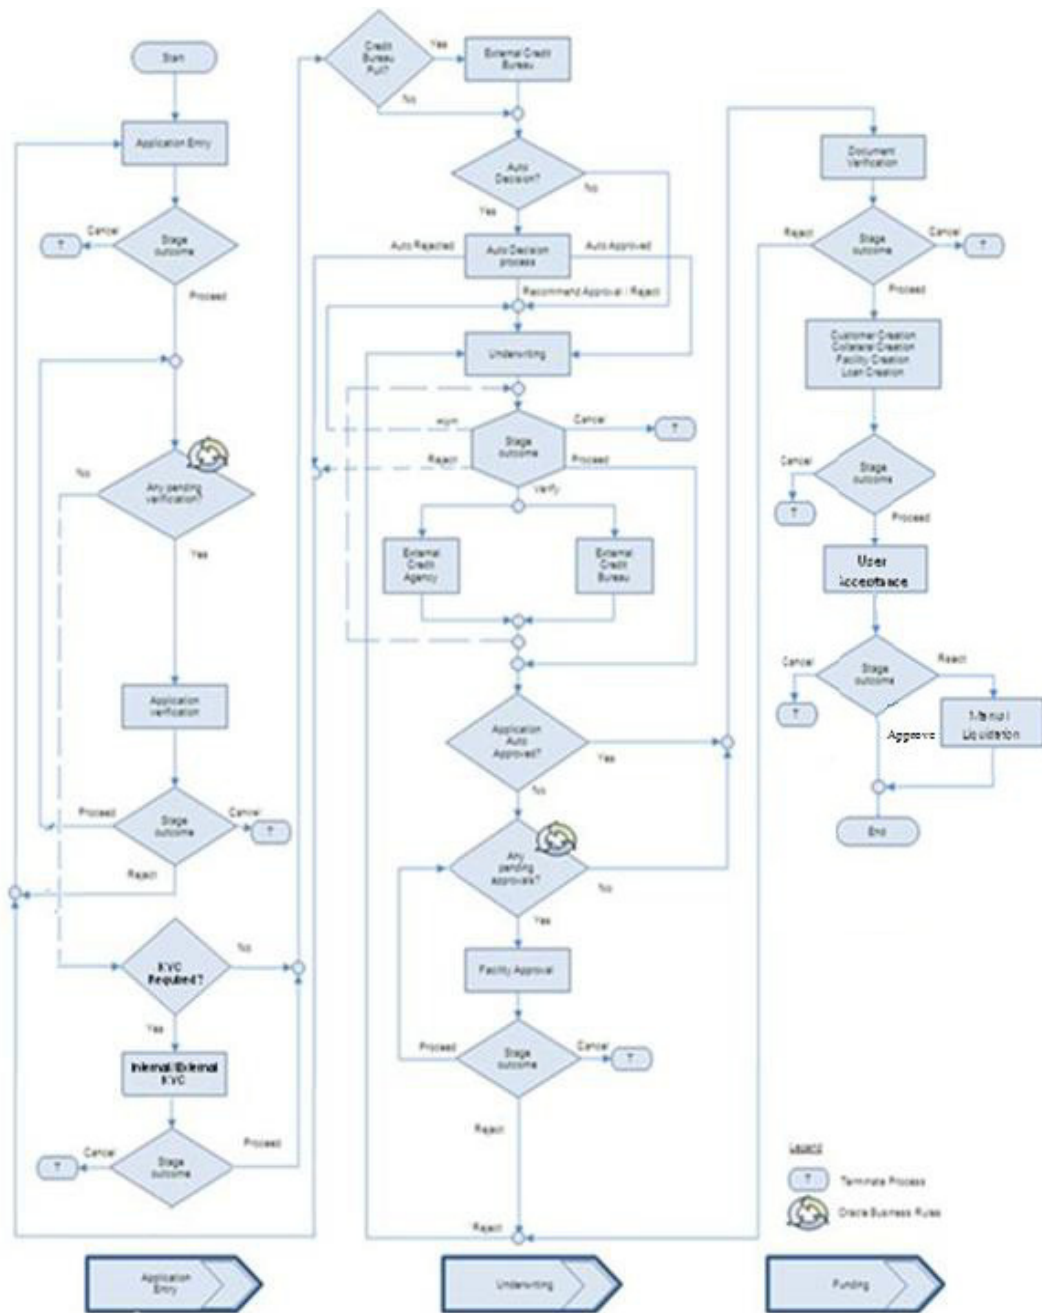 Start
Application Entry
Cancel
T
Stage
outcome
Proceed
No
Any pending
verification?
Yes
Application
verification
Proceed
Stage
outcome
Cancel
T
Reject
KYC
Required?
No
Yes
Internal/External
KYC
Cancel
T
Stage
outcome
Proceed
Credit
Bureau
Pull?
Yes
External Credit
Bureau
No
Auto
Decision?
No
Yes
Auto Rejected
Auto Decision
process
Auto Approved
Recommend Approval / Reject
Underwriting
Stage
outcome
Cancel
T
Reject
Proceed
Verify
External
Credit
Agency
External
Credit
Bureau
Application
Auto
Approved?
Yes
No
Any
pending
approvals?
No
Yes
Facility Approval
Proceed
Stage
outcome
Cancel
T
Reject
Reject
Document
Verification
Reject
Stage
outcome
Cancel
T
Proceed
Customer Creation
Collateral Creation
Facility Creation
Loan Creation
Cancel
T
Stage
outcome
Proceed
User
Acceptance
Cancel
T
Stage
outcome
Reject
Approve
Manual
Liquidation
End
Legend
T
Terminate Process
Oracle Business Rules
Application
Entry
Underwriting
Funding